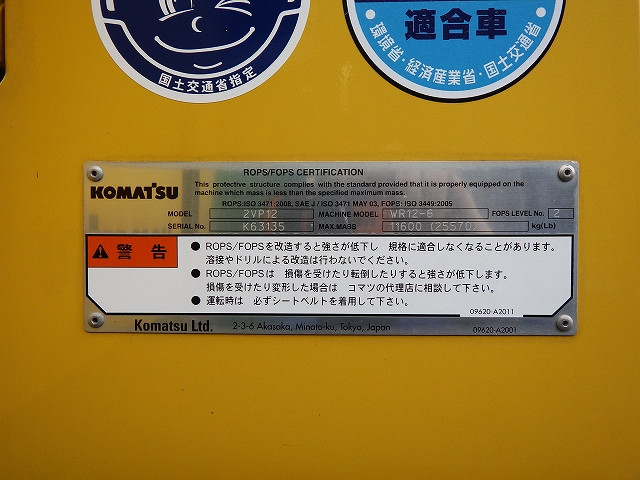 国土交通省指定
適合車
環境省・経済産業省・国土交通省
ROPS/FOPS CERTIFICATION
KOMATSU
This protective structure complies with the standard provided that it is properly equipped on the
machine which mass is less than the specified maximum mass.
ROPS:ISO 3471:2008, SAE J / ISO 3471 MAY 03, FOPS: ISO 3449:2005
MODEL 2VP12 MACHINE MODEL WR12-6 FOPS LEVEL No. 2
SERIAL No. K63135 MAX.MASS 11600 (25570) kg(Lb)
警告
● ROPS/FOPSを改造すると強さが低下し 規格に適合しなくなることがあります。
溶接やドリルによる改造は行わないでください。
● ROPS/FOPSは 損傷を受けたり転倒したりすると強さが低下します。
損傷を受けたり変形した場合は コマツの代理店に相談して下さい。
● 運転時は 必ずシートベルトを着用して下さい。
09620-A2011
Komatsu Ltd. 2-3-6 Akasaka, Minato-ku, Tokyo, Japan 09620-A2001